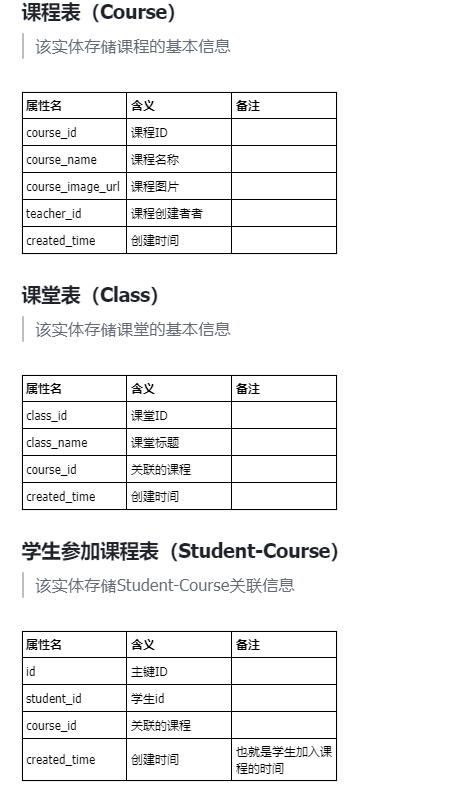 课程表（Course）
该实体存储课程的基本信息
属性名 含义 备注
course_id 课程ID
course_name 课程名称
course_image_url 课程图片
teacher_id 课程创建者者
created_time 创建时间
课堂表（Class）
该实体存储课堂的基本信息
属性名 含义 备注
class_id 课堂ID
class_name 课堂标题
course_id 关联的课程
created_time 创建时间
学生参加课程表（Student-Course）
该实体存储Student-Course关联信息
属性名 含义 备注
id 主键ID
student_id 学生id
course_id 关联的课程
created_time 创建时间 也就是学生加入课
程的时间